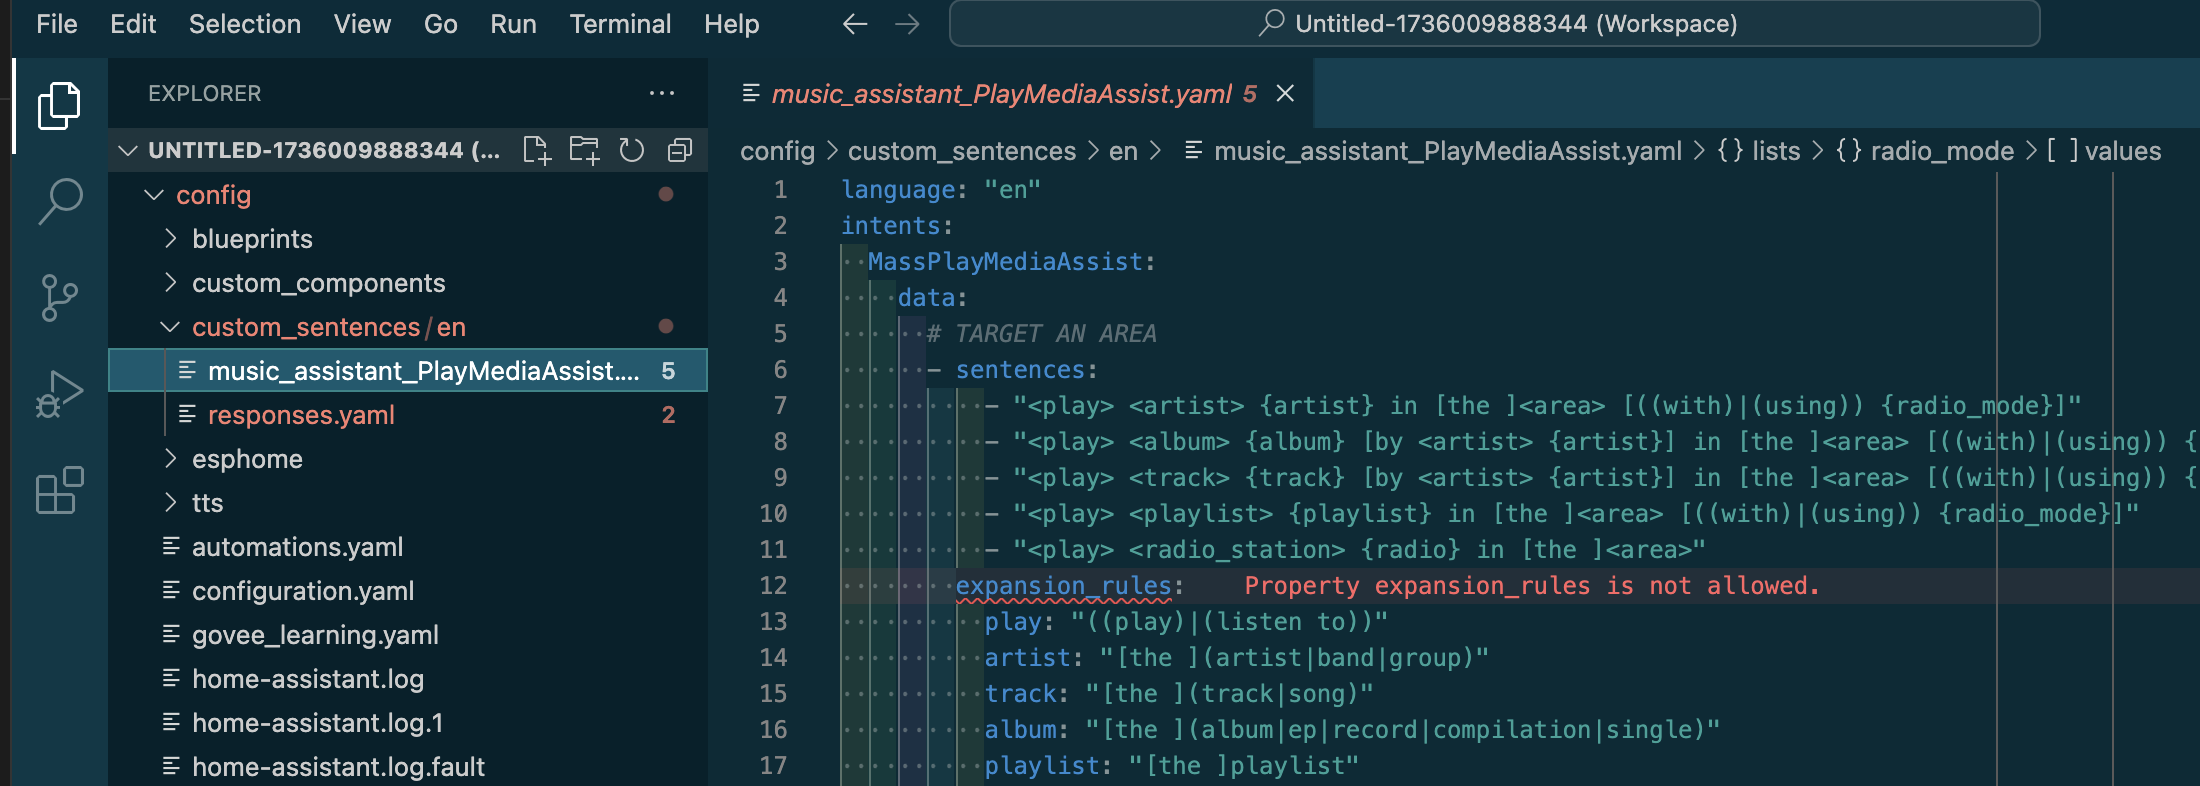 File Edit Selection View Go Run Terminal Help
Untitled-1736009888344 (Workspace)
EXPLORER
UNTITLED-1736009888344 (...
config
blueprints
custom_components
custom_sentences/en
music_assistant_PlayMediaAssist.... 5
responses.yaml 2
esphome
tts
automations.yaml
configuration.yaml
govee_learning.yaml
home-assistant.log
home-assistant.log.1
home-assistant.log.fault
music_assistant_PlayMediaAssist.yaml 5
config > custom_sentences > en > music_assistant_PlayMediaAssist.yaml > {} lists > {} radio_mode > [ ] values
1 language: "en"
2 intents:
3 MassPlayMediaAssist:
4 data:
5 # TARGET AN AREA
6 - sentences:
7 - "<play> <artist> {artist} in [the ]<area> [((with)|(using)) {radio_mode}]"
8 - "<play> <album> {album} [by <artist> {artist}] in [the ]<area> [((with)|(using)) {
9 - "<play> <track> {track} [by <artist> {artist}] in [the ]<area> [((with)|(using)) {
10 - "<play> <playlist> {playlist} in [the ]<area> [((with)|(using)) {radio_mode}]"
11 - "<play> <radio_station> {radio} in [the ]<area>"
12 expansion_rules: Property expansion_rules is not allowed.
13 play: "((play)|(listen to))"
14 artist: "[the ](artist|band|group)"
15 track: "[the ](track|song)"
16 album: "[the ](album|ep|record|compilation|single)"
17 playlist: "[the ]playlist"